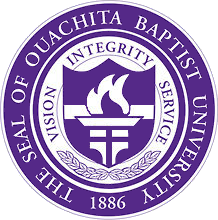 THE SEAL OF OUACHITA BAPTIST UNIVERSITY
VISION
INTEGRITY
SERVICE
1886